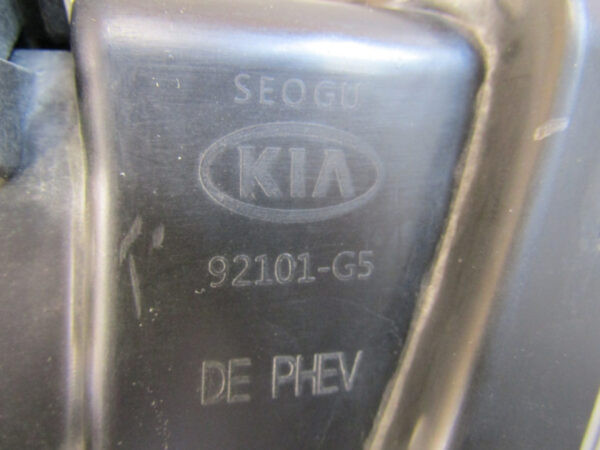 SEOGU
KIA
92101-G5
DE PHEV